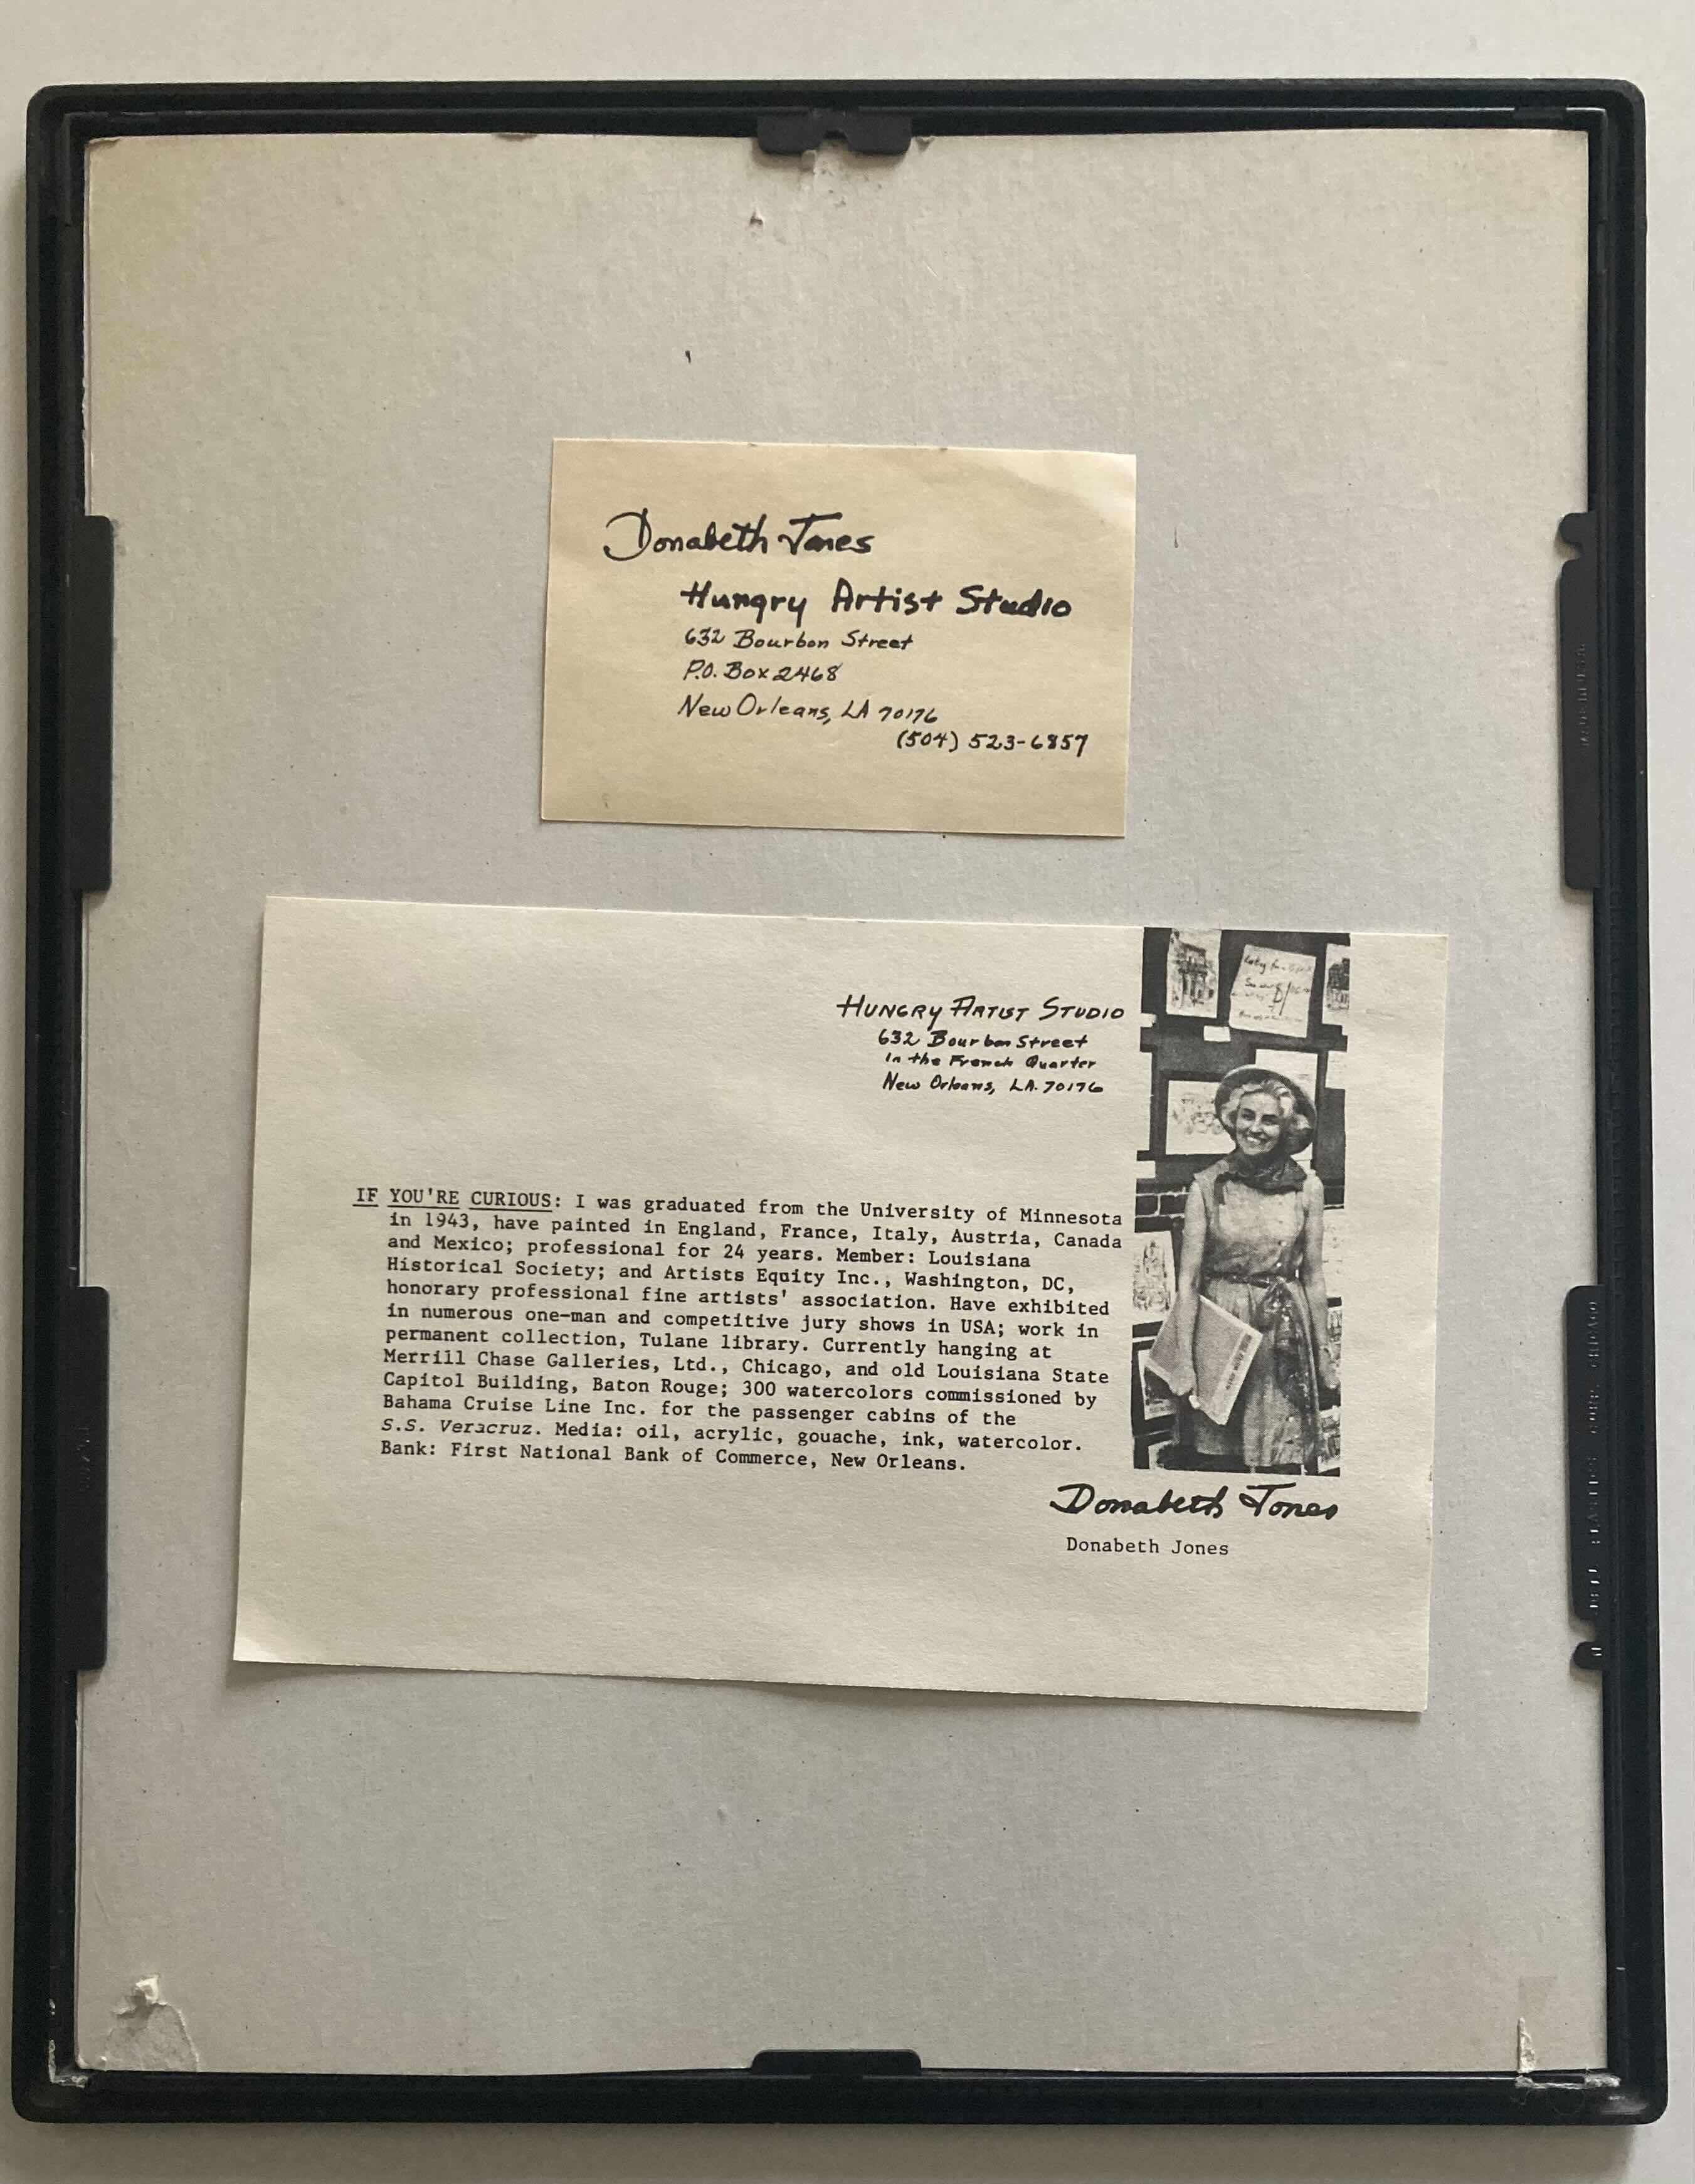 Donabeth Jones
Hungry Artist Studio
632 Bourbon Street
P.O. Box 2468
New Orleans, LA 70176
(504) 523-6857
HUNGRY ARTIST STUDIO
632 Bourbon Street
in the French Quarter
New Orleans, LA. 70176
IF YOU'RE CURIOUS: I was graduated from the University of Minnesota
in 1943, have painted in England, France, Italy, Austria, Canada
and Mexico; professional for 24 years. Member: Louisiana
Historical Society; and Artists Equity Inc., Washington, DC,
honorary professional fine artists' association. Have exhibited
in numerous one-man and competitive jury shows in USA; work in
permanent collection, Tulane library. Currently hanging at
Merrill Chase Galleries, Ltd., Chicago, and old Louisiana State
Capitol Building, Baton Rouge; 300 watercolors commissioned by
Bahama Cruise Line Inc. for the passenger cabins of the
S.S. Veracruz. Media: oil, acrylic, gouache, ink, watercolor.
Bank: First National Bank of Commerce, New Orleans.
Donabeth Jones
Donabeth Jones